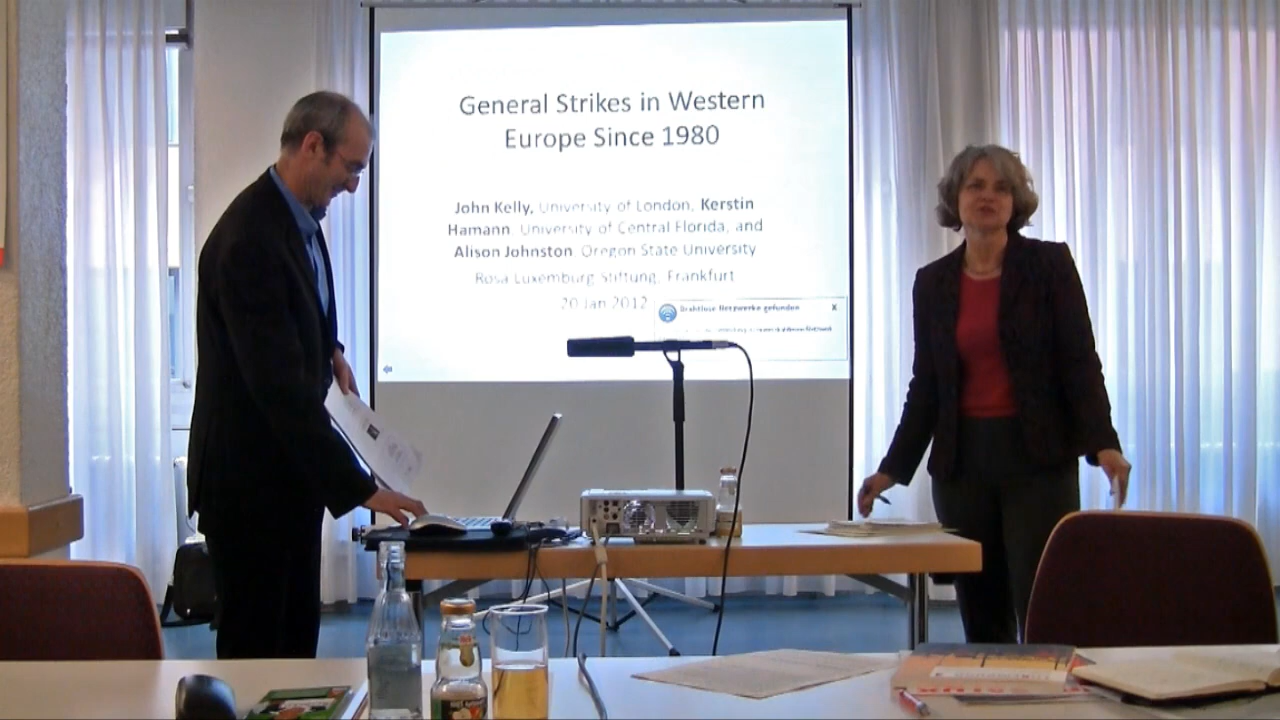 General Strikes in Western
Europe Since 1980
John Kelly, University of London, Kerstin
Hamann, University of Central Florida, and
Alison Johnston, Oregon State University
Rosa Luxemburg Stiftung, Frankfurt
20 Jan 2012
Drahtlose Netzwerke gefunden